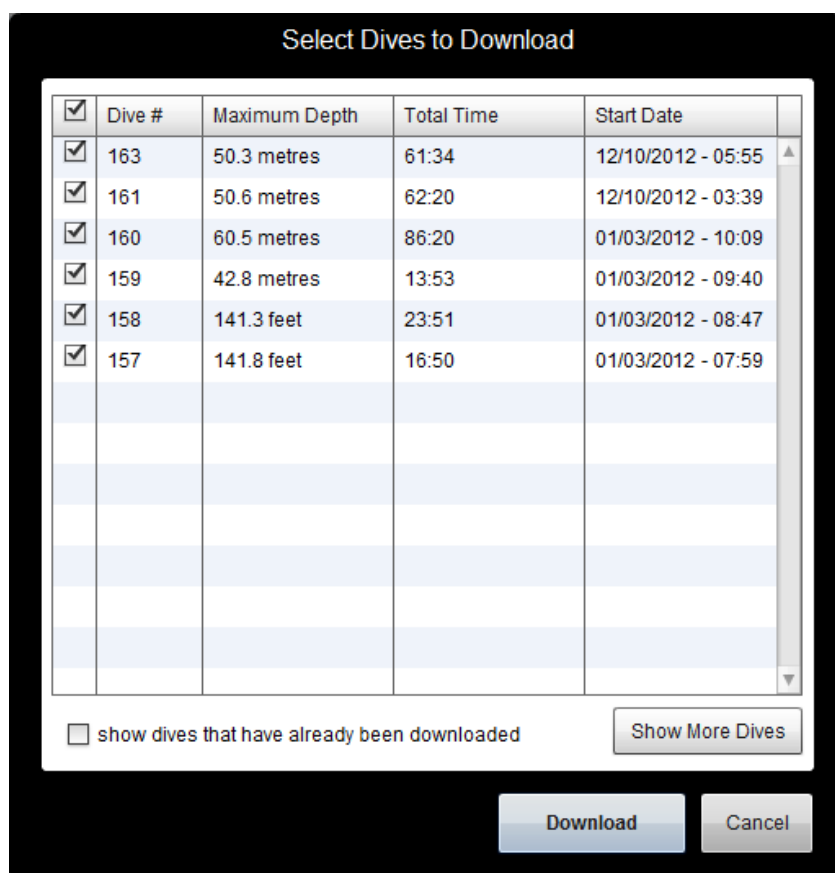 Select Dives to Download
Dive # Maximum Depth Total Time Start Date
163 50.3 metres 61:34 12/10/2012 - 05:55
161 50.6 metres 62:20 12/10/2012 - 03:39
160 60.5 metres 86:20 01/03/2012 - 10:09
159 42.8 metres 13:53 01/03/2012 - 09:40
158 141.3 feet 23:51 01/03/2012 - 08:47
157 141.8 feet 16:50 01/03/2012 - 07:59
show dives that have already been downloaded Show More Dives
Download Cancel